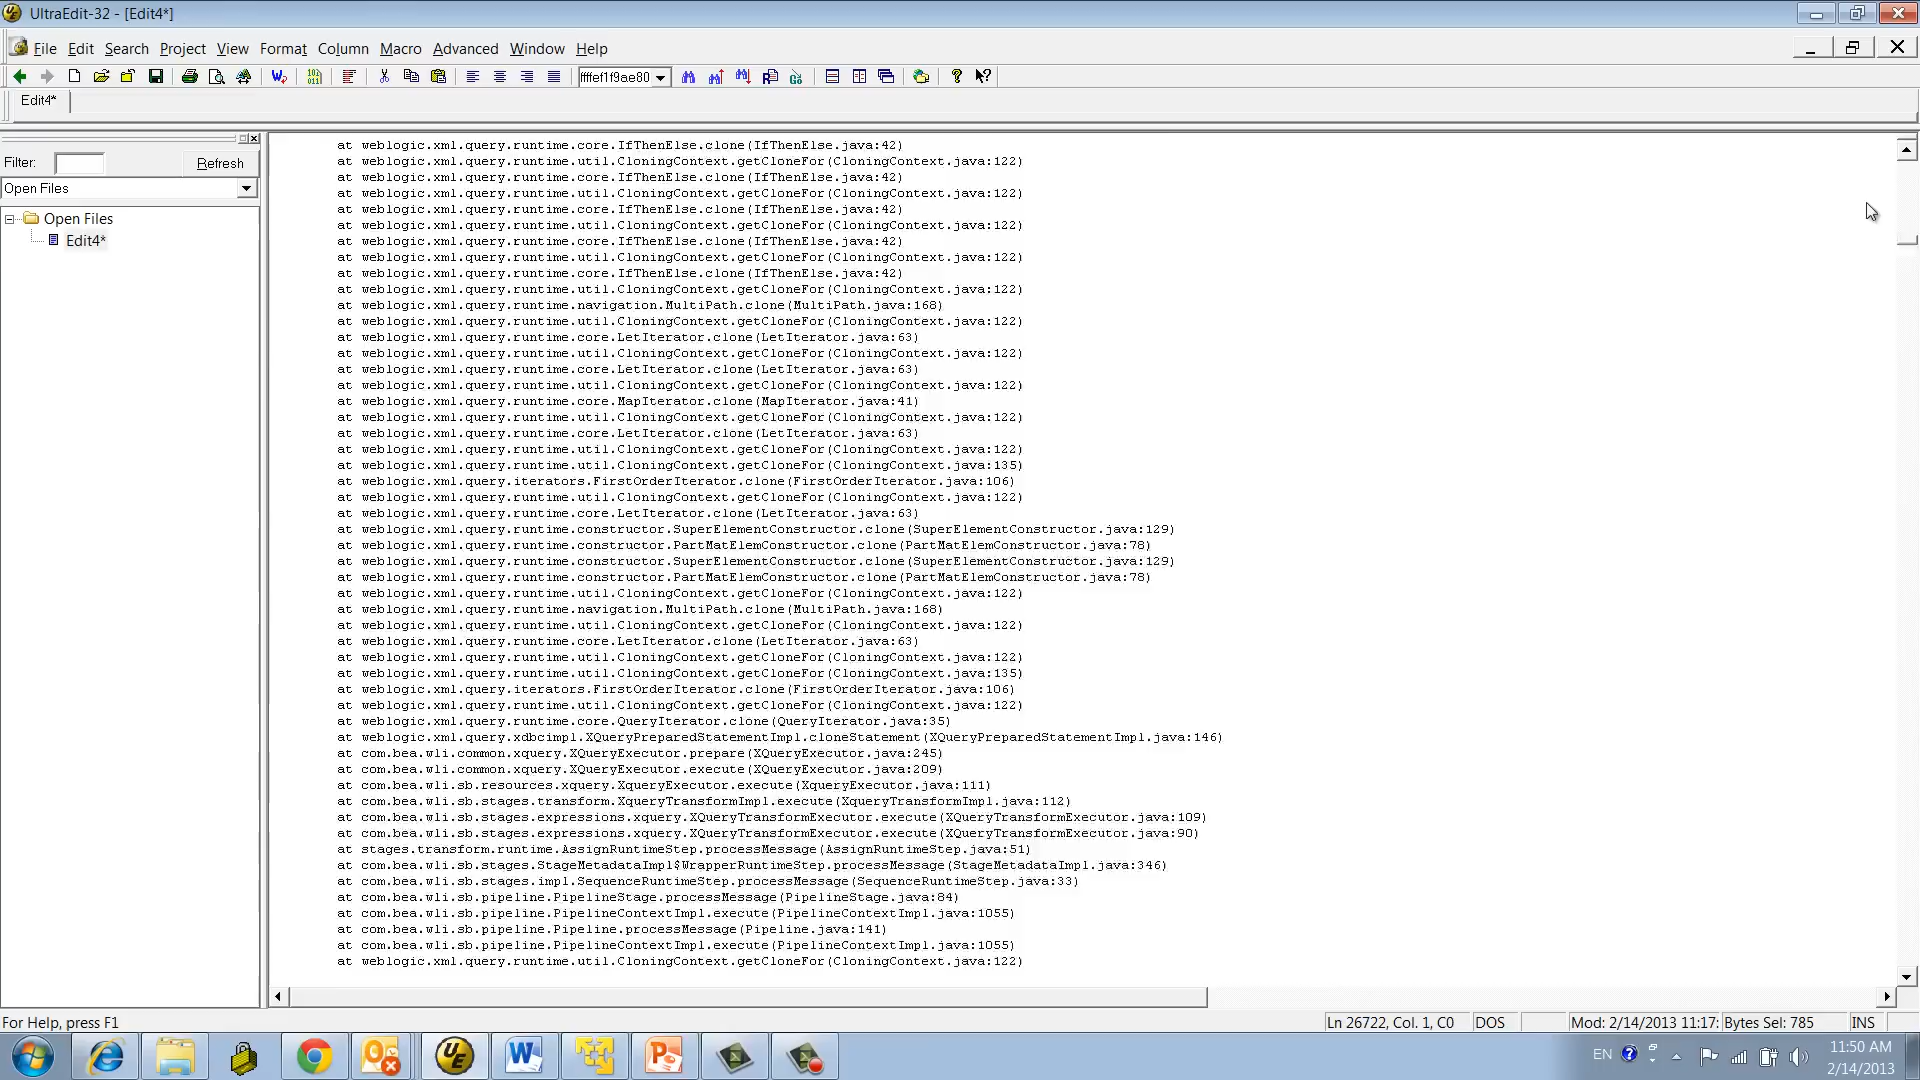 UltraEdit-32 - [Edit4*]
File Edit Search Project View Format Column Macro Advanced Window Help
ffffef1f9ae80
Edit4*
Filter:
Refresh
Open Files
Open Files
Edit4*
at weblogic.xml.query.runtime.core.IfThenElse.clone(IfThenElse.java:42)
at weblogic.xml.query.runtime.util.CloningContext.getCloneFor(CloningContext.java:122)
at weblogic.xml.query.runtime.core.IfThenElse.clone(IfThenElse.java:42)
at weblogic.xml.query.runtime.util.CloningContext.getCloneFor(CloningContext.java:122)
at weblogic.xml.query.runtime.core.IfThenElse.clone(IfThenElse.java:42)
at weblogic.xml.query.runtime.util.CloningContext.getCloneFor(CloningContext.java:122)
at weblogic.xml.query.runtime.core.IfThenElse.clone(IfThenElse.java:42)
at weblogic.xml.query.runtime.util.CloningContext.getCloneFor(CloningContext.java:122)
at weblogic.xml.query.runtime.core.IfThenElse.clone(IfThenElse.java:42)
at weblogic.xml.query.runtime.util.CloningContext.getCloneFor(CloningContext.java:122)
at weblogic.xml.query.runtime.navigation.MultiPath.clone(MultiPath.java:168)
at weblogic.xml.query.runtime.util.CloningContext.getCloneFor(CloningContext.java:122)
at weblogic.xml.query.runtime.core.LetIterator.clone(LetIterator.java:63)
at weblogic.xml.query.runtime.util.CloningContext.getCloneFor(CloningContext.java:122)
at weblogic.xml.query.runtime.core.LetIterator.clone(LetIterator.java:63)
at weblogic.xml.query.runtime.util.CloningContext.getCloneFor(CloningContext.java:122)
at weblogic.xml.query.runtime.core.MapIterator.clone(MapIterator.java:41)
at weblogic.xml.query.runtime.util.CloningContext.getCloneFor(CloningContext.java:122)
at weblogic.xml.query.runtime.core.LetIterator.clone(LetIterator.java:63)
at weblogic.xml.query.runtime.util.CloningContext.getCloneFor(CloningContext.java:122)
at weblogic.xml.query.runtime.util.CloningContext.getCloneFor(CloningContext.java:135)
at weblogic.xml.query.iterators.FirstOrderIterator.clone(FirstOrderIterator.java:106)
at weblogic.xml.query.runtime.util.CloningContext.getCloneFor(CloningContext.java:122)
at weblogic.xml.query.runtime.core.LetIterator.clone(LetIterator.java:63)
at weblogic.xml.query.runtime.constructor.SuperElementConstructor.clone(SuperElementConstructor.java:129)
at weblogic.xml.query.runtime.constructor.PartMatElemConstructor.clone(PartMatElemConstructor.java:78)
at weblogic.xml.query.runtime.constructor.SuperElementConstructor.clone(SuperElementConstructor.java:129)
at weblogic.xml.query.runtime.constructor.PartMatElemConstructor.clone(PartMatElemConstructor.java:78)
at weblogic.xml.query.runtime.util.CloningContext.getCloneFor(CloningContext.java:122)
at weblogic.xml.query.runtime.navigation.MultiPath.clone(MultiPath.java:168)
at weblogic.xml.query.runtime.util.CloningContext.getCloneFor(CloningContext.java:122)
at weblogic.xml.query.runtime.core.LetIterator.clone(LetIterator.java:63)
at weblogic.xml.query.runtime.util.CloningContext.getCloneFor(CloningContext.java:122)
at weblogic.xml.query.runtime.util.CloningContext.getCloneFor(CloningContext.java:135)
at weblogic.xml.query.iterators.FirstOrderIterator.clone(FirstOrderIterator.java:106)
at weblogic.xml.query.runtime.util.CloningContext.getCloneFor(CloningContext.java:122)
at weblogic.xml.query.runtime.core.QueryIterator.clone(QueryIterator.java:35)
at weblogic.xml.query.xdbcimpl.XQueryPreparedStatementImpl.cloneStatement(XQueryPreparedStatementImpl.java:146)
at com.bea.wli.common.xquery.XQueryExecutor.prepare(XQueryExecutor.java:245)
at com.bea.wli.common.xquery.XQueryExecutor.execute(XQueryExecutor.java:209)
at com.bea.wli.sb.resources.xquery.XqueryExecutor.execute(XqueryExecutor.java:111)
at com.bea.wli.sb.stages.transform.XqueryTransformImpl.execute(XqueryTransformImpl.java:112)
at com.bea.wli.sb.stages.expressions.xquery.XQueryTransformExecutor.execute(XQueryTransformExecutor.java:109)
at com.bea.wli.sb.stages.expressions.xquery.XQueryTransformExecutor.execute(XQueryTransformExecutor.java:90)
at stages.transform.runtime.AssignRuntimeStep.processMessage(AssignRuntimeStep.java:51)
at com.bea.wli.sb.stages.StageMetadataImpl$WrapperRuntimeStep.processMessage(StageMetadataImpl.java:346)
at com.bea.wli.sb.stages.impl.SequenceRuntimeStep.processMessage(SequenceRuntimeStep.java:33)
at com.bea.wli.sb.pipeline.PipelineStage.processMessage(PipelineStage.java:84)
at com.bea.wli.sb.pipeline.PipelineContextImpl.execute(PipelineContextImpl.java:1055)
at com.bea.wli.sb.pipeline.Pipeline.processMessage(Pipeline.java:141)
at com.bea.wli.sb.pipeline.PipelineContextImpl.execute(PipelineContextImpl.java:1055)
at weblogic.xml.query.runtime.util.CloningContext.getCloneFor(CloningContext.java:122)
For Help, press F1
Ln 26722, Col. 1, C0
DOS
Mod: 2/14/2013 11:17:
Bytes Sel: 785
INS
EN
11:50 AM
2/14/2013